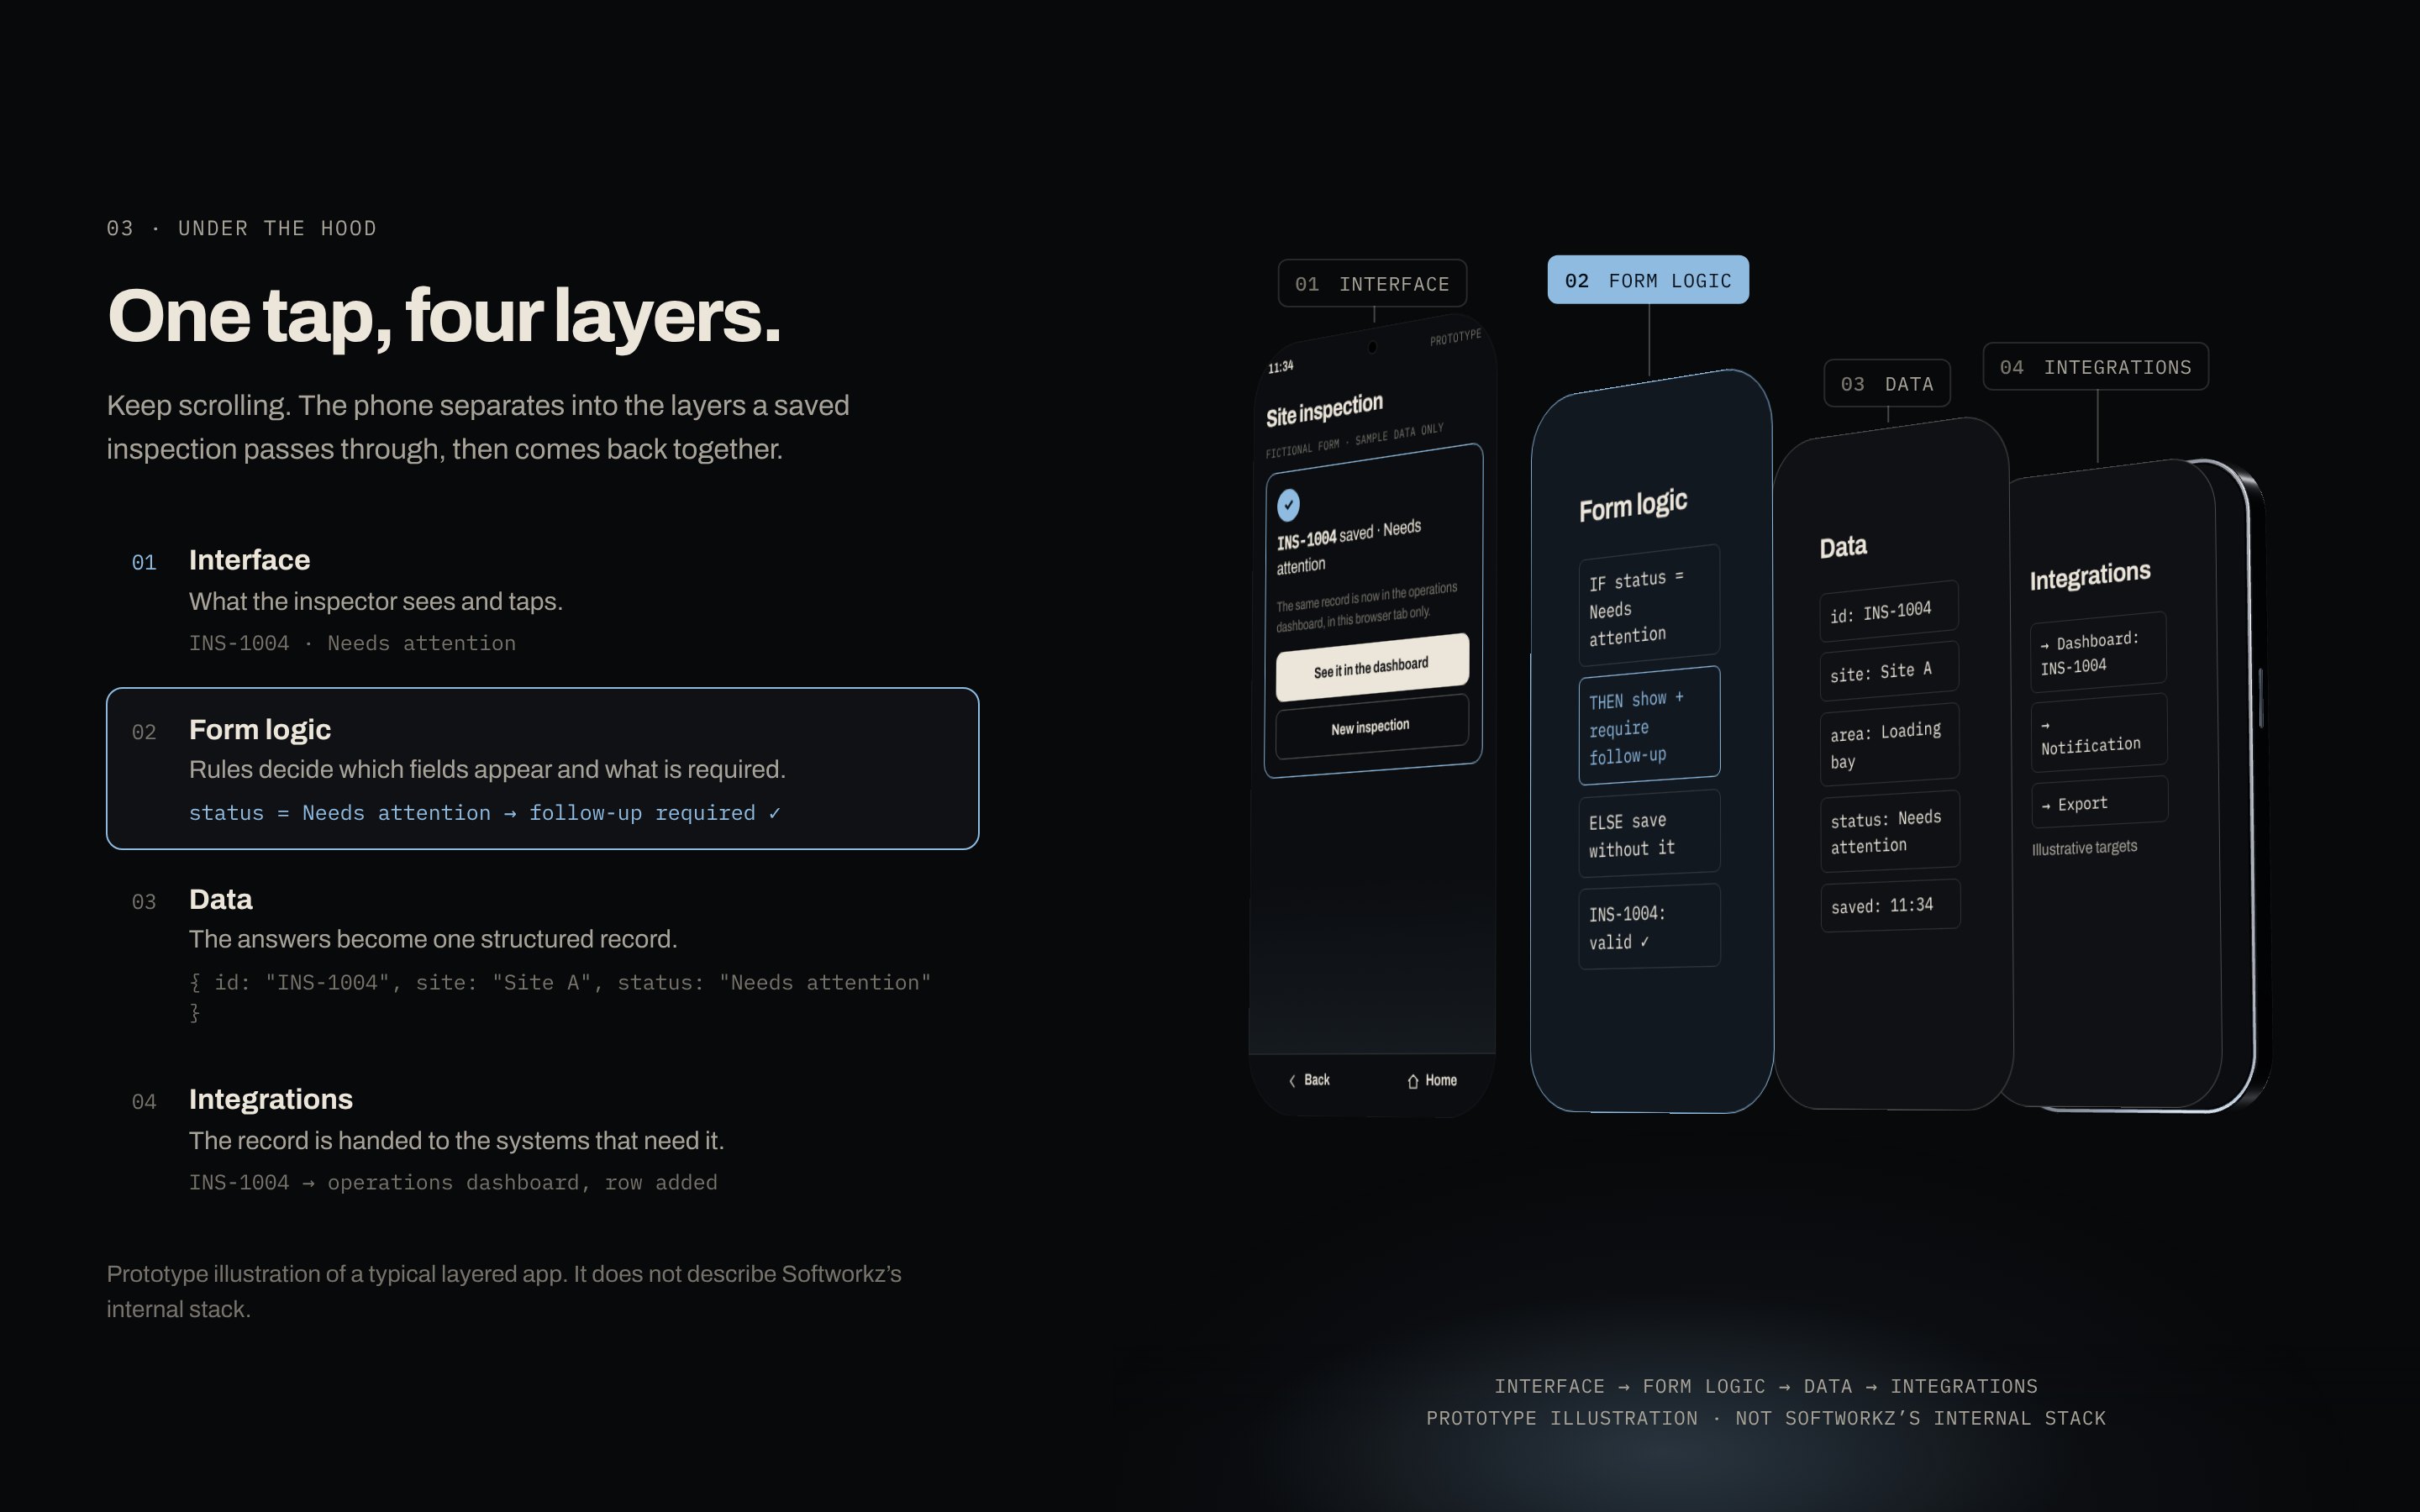 03 · UNDER THE HOOD
One tap, four layers.
Keep scrolling. The phone separates into the layers a saved
inspection passes through, then comes back together.
01 Interface
What the inspector sees and taps.
INS-1004 · Needs attention
02 Form logic
Rules decide which fields appear and what is required.
status = Needs attention → follow-up required ✓
03 Data
The answers become one structured record.
{ id: "INS-1004", site: "Site A", status: "Needs attention"
}
04 Integrations
The record is handed to the systems that need it.
INS-1004 → operations dashboard, row added
Prototype illustration of a typical layered app. It does not describe Softworkz’s
internal stack.
01 INTERFACE
11:34
PROTOTYPE
Site inspection
FICTIONAL FORM · SAMPLE DATA ONLY
✓
INS-1004 saved · Needs
attention
The same record is now in the operations
dashboard, in this browser tab only.
See it in the dashboard
New inspection
Back
Home
02 FORM LOGIC
Form logic
IF status =
Needs
attention
THEN show +
require
follow-up
ELSE save
without it
INS-1004:
valid ✓
03 DATA
Data
id: INS-1004
site: Site A
area: Loading
bay
status: Needs
attention
saved: 11:34
04 INTEGRATIONS
Integrations
→ Dashboard:
INS-1004
→
Notification
→ Export
Illustrative targets
INTERFACE → FORM LOGIC → DATA → INTEGRATIONS
PROTOTYPE ILLUSTRATION · NOT SOFTWORKZ’S INTERNAL STACK